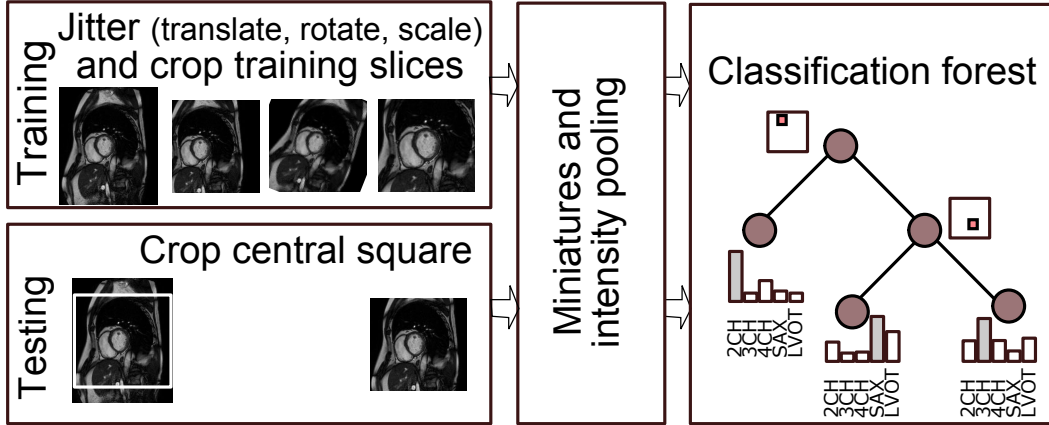 Training
Jitter (translate, rotate, scale)
and crop training slices
Testing
Crop central square
Miniatures and
intensity pooling
Classification forest
2CH
3CH
4CH
SAX
LVOT
2CH
3CH
4CH
SAX
LVOT
2CH
3CH
4CH
SAX
LVOT